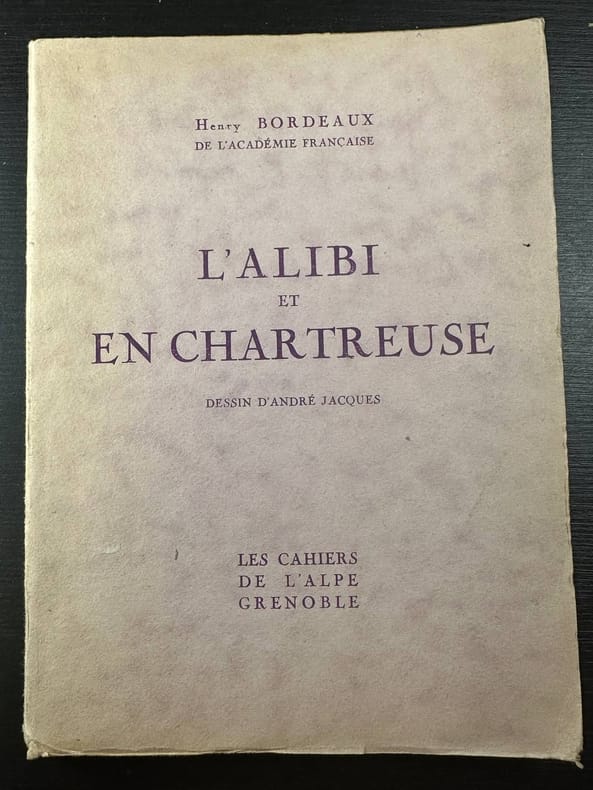 Henry BORDEAUX
DE L'ACADÉMIE FRANÇAISE
L'ALIBI
ET
EN CHARTREUSE
DESSIN D'ANDRÉ JACQUES
LES CAHIERS
DE L'ALPE
GRENOBLE